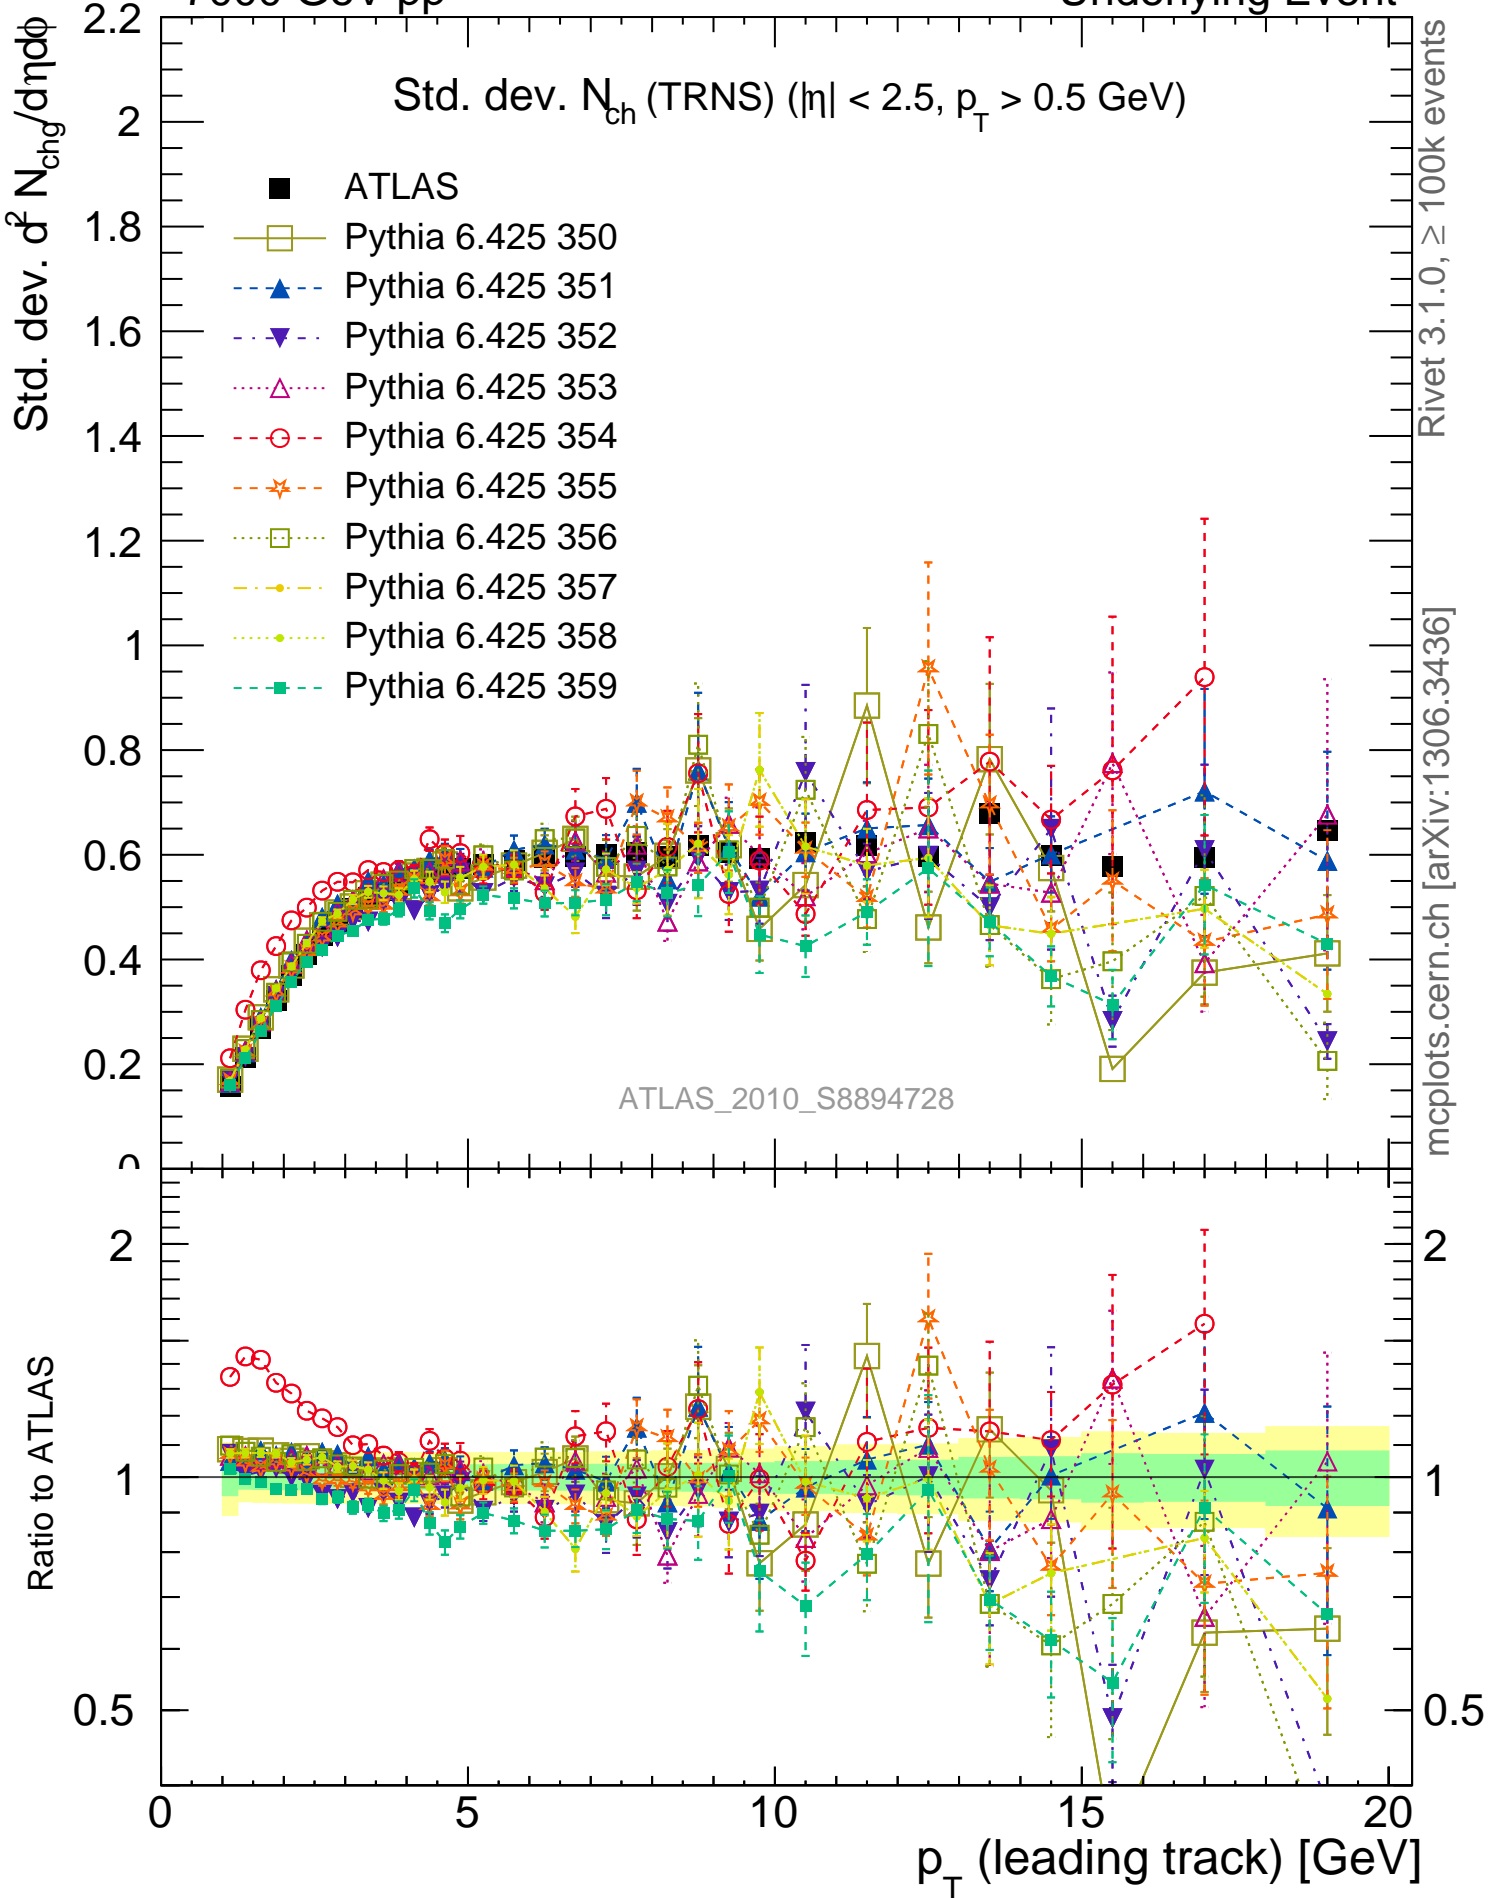 7000 GeV pp
Underlying Event
Std. dev. N_ch (TRNS) (|η| < 2.5, p_T > 0.5 GeV)
Std. dev. d² N_chg/dηdϕ
2.2
2
1.8
1.6
1.4
1.2
1
0.8
0.6
0.4
0.2
0
ATLAS
Pythia 6.425 350
Pythia 6.425 351
Pythia 6.425 352
Pythia 6.425 353
Pythia 6.425 354
Pythia 6.425 355
Pythia 6.425 356
Pythia 6.425 357
Pythia 6.425 358
Pythia 6.425 359
ATLAS_2010_S8894728
Rivet 3.1.0, ≥ 100k events
mcplots.cern.ch [arXiv:1306.3436]
Ratio to ATLAS
2
1
0.5
2
1
0.5
0
5
10
15
20
p_T (leading track) [GeV]